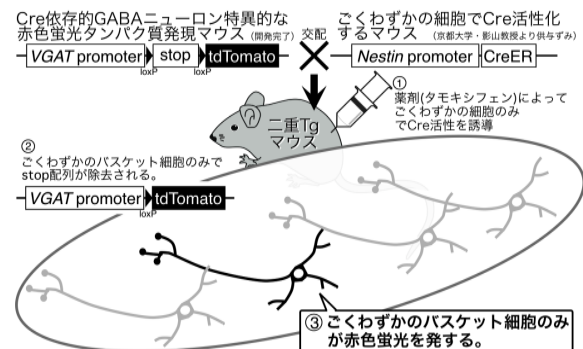 Cre依存的GABAニューロン特異的な
赤色蛍光タンパク質発現マウス（開発完了）
VGAT promoter stop tdTomato
loxP loxP
交配
ごくわずかの細胞でCre活性化
するマウス（京都大学・影山教授より供与ずみ）
Nestin promoter CreER
①
薬剤(タモキシフェン)によって
ごくわずかの細胞のみ
でCre活性を誘導
二重Tg
マウス
②
ごくわずかのバスケット細胞のみで
stop配列が除去される。
VGAT promoter tdTomato
loxP
③ ごくわずかのバスケット細胞のみ
が赤色蛍光を発する。